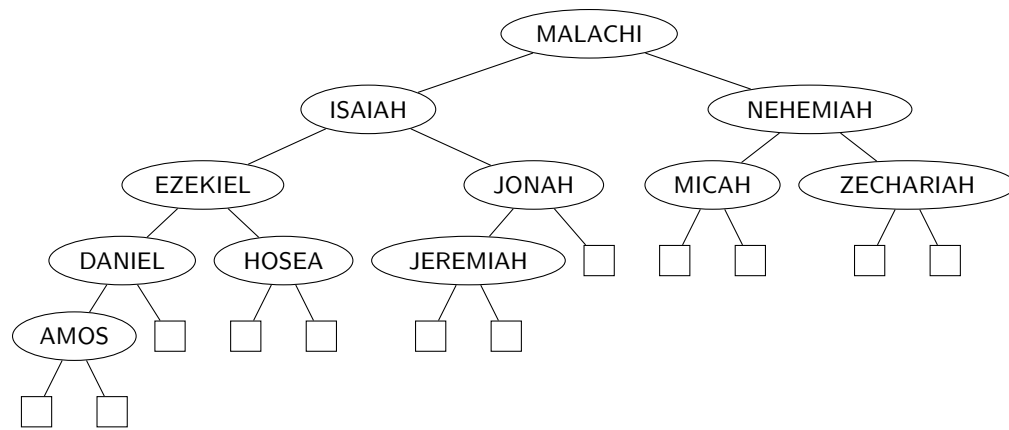 MALACHI
ISAIAH NEHEMIAH
EZEKIEL JONAH MICAH ZECHARIAH
DANIEL HOSEA JEREMIAH
AMOS